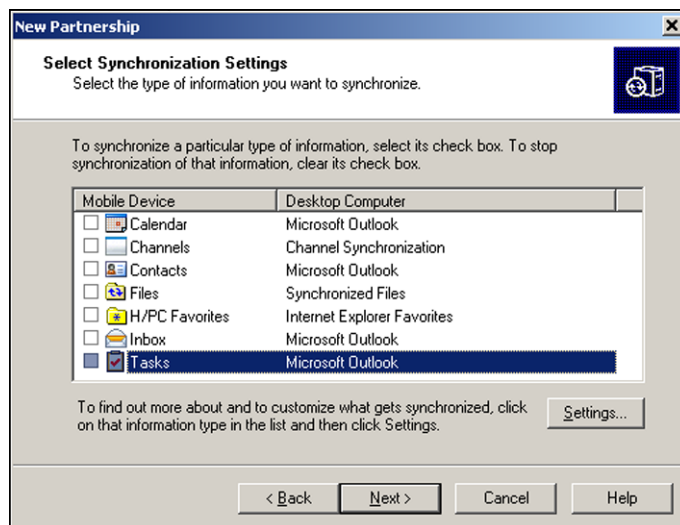 New Partnership
Select Synchronization Settings
Select the type of information you want to synchronize.
To synchronize a particular type of information, select its check box. To stop
synchronization of that information, clear its check box.
Mobile Device Desktop Computer
Calendar Microsoft Outlook
Channels Channel Synchronization
Contacts Microsoft Outlook
Files Synchronized Files
H/PC Favorites Internet Explorer Favorites
Inbox Microsoft Outlook
Tasks Microsoft Outlook
To find out more about and to customize what gets synchronized, click
on that information type in the list and then click Settings.
Settings...
< Back Next > Cancel Help